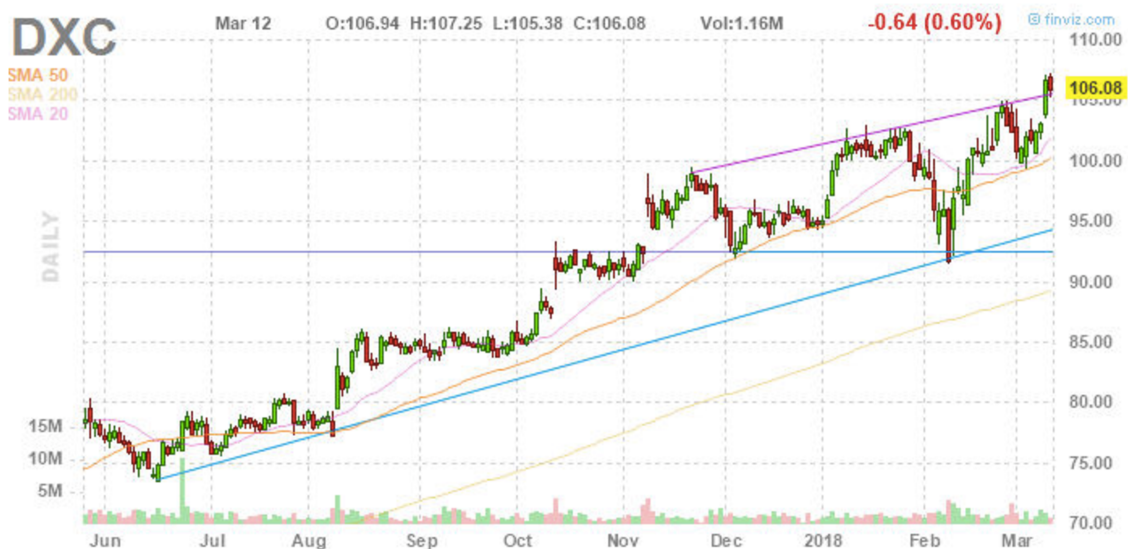 DXC
Mar 12 O:106.94 H:107.25 L:105.38 C:106.08 Vol:1.16M -0.64 (0.60%) © finviz.com
SMA 50
SMA 200
SMA 20
DAILY
110.00
106.08
105.00
100.00
95.00
90.00
85.00
80.00
75.00
70.00
15M
10M
5M
Jun Jul Aug Sep Oct Nov Dec 2018 Feb Mar